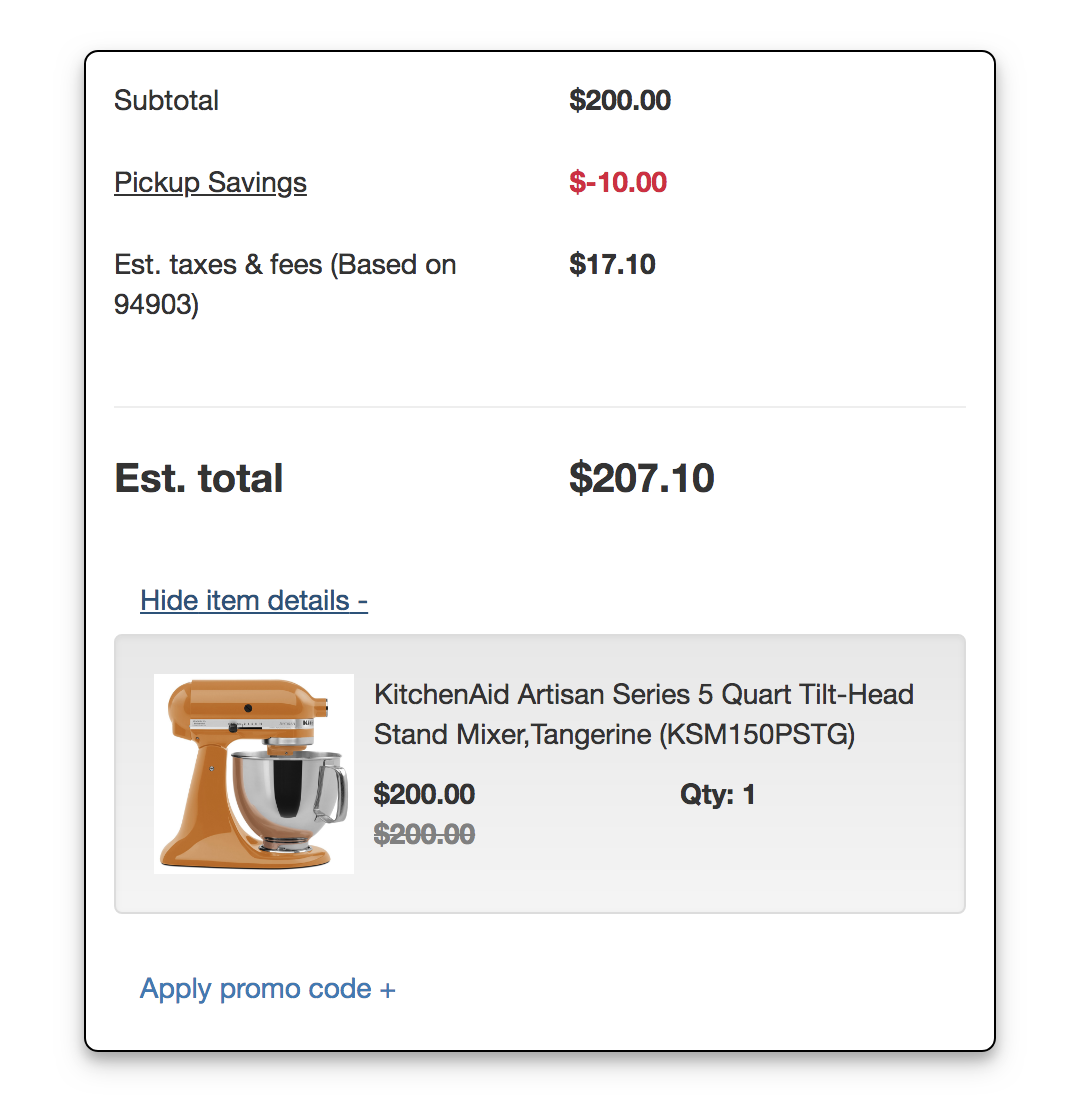 Subtotal $200.00
Pickup Savings $-10.00
Est. taxes & fees (Based on $17.10
94903)
Est. total $207.10
Hide item details -
KitchenAid Artisan Series 5 Quart Tilt-Head
Stand Mixer,Tangerine (KSM150PSTG)
$200.00 Qty: 1
$200.00
Apply promo code +